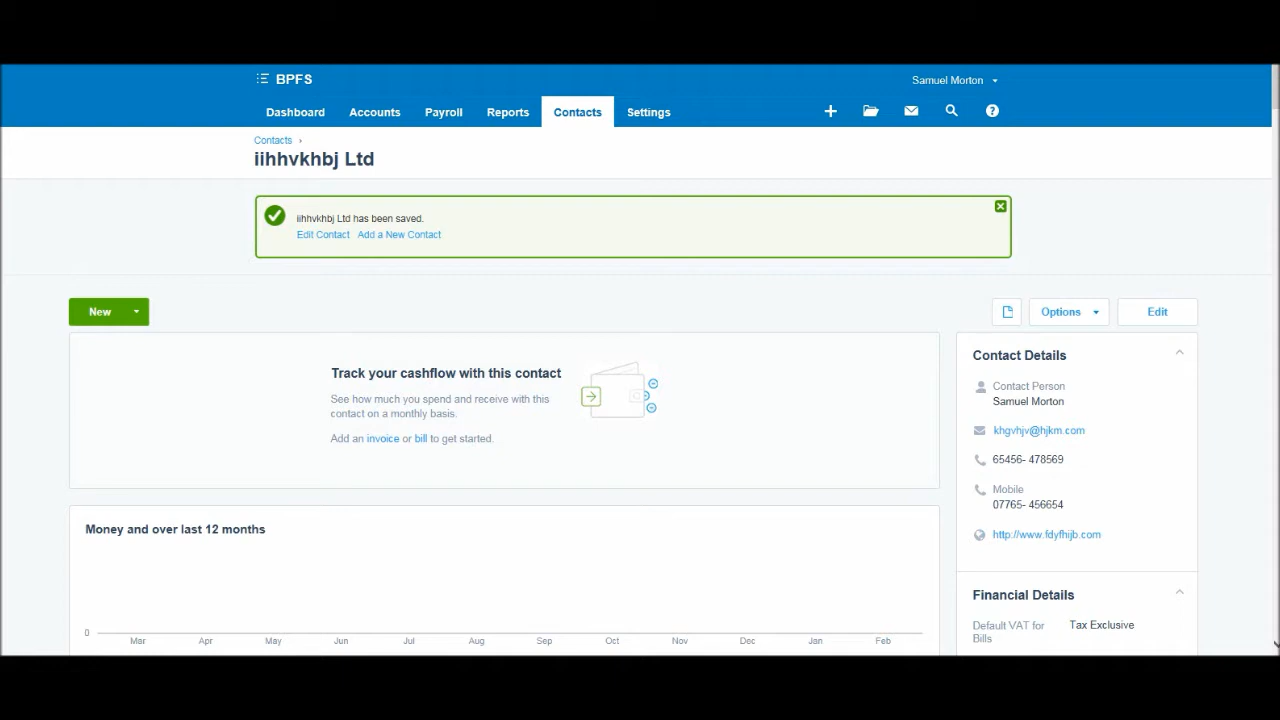 BPFS
Samuel Morton
Dashboard Accounts Payroll Reports Contacts Settings
Contacts ›
iihhvkhbj Ltd
iihhvkhbj Ltd has been saved.
Edit Contact Add a New Contact
New
Options
Edit
Track your cashflow with this contact
See how much you spend and receive with this
contact on a monthly basis.
Add an invoice or bill to get started.
Money and over last 12 months
0
Mar Apr May Jun Jul Aug Sep Oct Nov Dec Jan Feb
Contact Details
Contact Person
Samuel Morton
khgvhjv@hjkm.com
65456- 478569
Mobile
07765- 456654
http://www.fdyfhijb.com
Financial Details
Default VAT for
Bills
Tax Exclusive